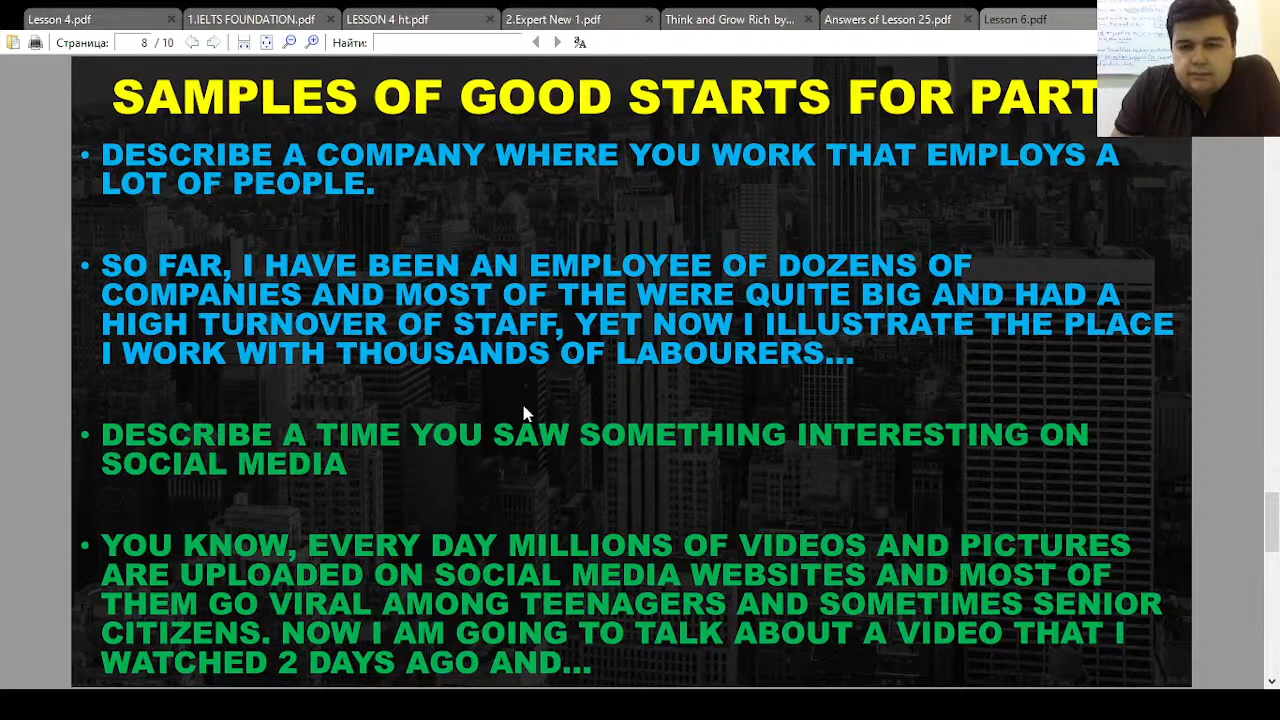 Lesson 4.pdf
1.IELTS FOUNDATION.pdf
LESSON 4 ht.pdf
2.Expert New 1.pdf
Think and Grow Rich by...
Answers of Lesson 25.pdf
Lesson 6.pdf
Страница: 8 / 10
Найти:
SAMPLES OF GOOD STARTS FOR PART
• DESCRIBE A COMPANY WHERE YOU WORK THAT EMPLOYS A
LOT OF PEOPLE.
• SO FAR, I HAVE BEEN AN EMPLOYEE OF DOZENS OF
COMPANIES AND MOST OF THE WERE QUITE BIG AND HAD A
HIGH TURNOVER OF STAFF, YET NOW I ILLUSTRATE THE PLACE
I WORK WITH THOUSANDS OF LABOURERS...
• DESCRIBE A TIME YOU SAW SOMETHING INTERESTING ON
SOCIAL MEDIA
• YOU KNOW, EVERY DAY MILLIONS OF VIDEOS AND PICTURES
ARE UPLOADED ON SOCIAL MEDIA WEBSITES AND MOST OF
THEM GO VIRAL AMONG TEENAGERS AND SOMETIMES SENIOR
CITIZENS. NOW I AM GOING TO TALK ABOUT A VIDEO THAT I
WATCHED 2 DAYS AGO AND...